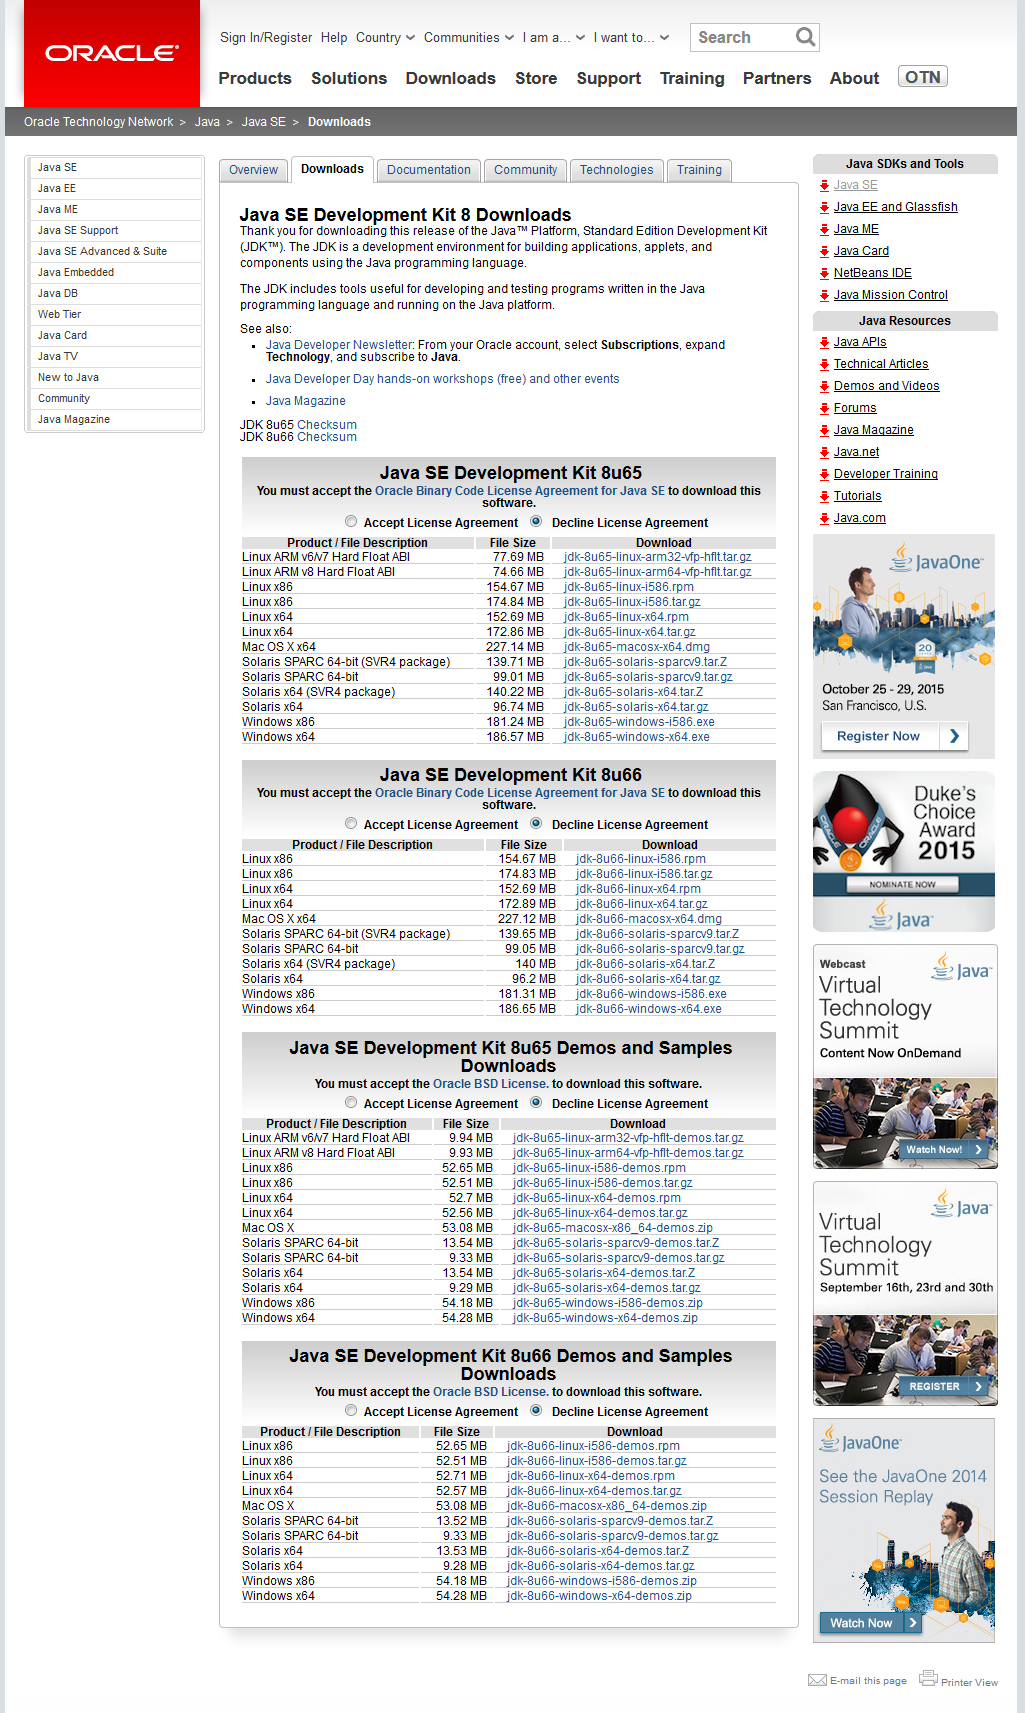 ORACLE
Sign In/Register Help Country Communities I am a... I want to... Search
Products Solutions Downloads Store Support Training Partners About OTN
Oracle Technology Network > Java > Java SE > Downloads
Java SE
Java EE
Java ME
Java SE Support
Java SE Advanced & Suite
Java Embedded
Java DB
Web Tier
Java Card
Java TV
New to Java
Community
Java Magazine
Overview Downloads Documentation Community Technologies Training
Java SE Development Kit 8 Downloads
Thank you for downloading this release of the Java™ Platform, Standard Edition Development Kit
(JDK™). The JDK is a development environment for building applications, applets, and
components using the Java programming language.
The JDK includes tools useful for developing and testing programs written in the Java
programming language and running on the Java platform.
See also:
Java Developer Newsletter: From your Oracle account, select Subscriptions, expand
Technology, and subscribe to Java.
Java Developer Day hands-on workshops (free) and other events
Java Magazine
JDK 8u65 Checksum
JDK 8u66 Checksum
Java SE Development Kit 8u65
You must accept the Oracle Binary Code License Agreement for Java SE to download this
software.
Accept License Agreement Decline License Agreement
Product / File Description File Size Download
Linux ARM v6/v7 Hard Float ABI 77.69 MB jdk-8u65-linux-arm32-vfp-hflt.tar.gz
Linux ARM v8 Hard Float ABI 74.66 MB jdk-8u65-linux-arm64-vfp-hflt.tar.gz
Linux x86 154.67 MB jdk-8u65-linux-i586.rpm
Linux x86 174.84 MB jdk-8u65-linux-i586.tar.gz
Linux x64 152.69 MB jdk-8u65-linux-x64.rpm
Linux x64 172.86 MB jdk-8u65-linux-x64.tar.gz
Mac OS X x64 227.14 MB jdk-8u65-macosx-x64.dmg
Solaris SPARC 64-bit (SVR4 package) 139.71 MB jdk-8u65-solaris-sparcv9.tar.Z
Solaris SPARC 64-bit 99.01 MB jdk-8u65-solaris-sparcv9.tar.gz
Solaris x64 (SVR4 package) 140.22 MB jdk-8u65-solaris-x64.tar.Z
Solaris x64 96.74 MB jdk-8u65-solaris-x64.tar.gz
Windows x86 181.24 MB jdk-8u65-windows-i586.exe
Windows x64 186.57 MB jdk-8u65-windows-x64.exe
Java SE Development Kit 8u66
You must accept the Oracle Binary Code License Agreement for Java SE to download this
software.
Accept License Agreement Decline License Agreement
Product / File Description File Size Download
Linux x86 154.67 MB jdk-8u66-linux-i586.rpm
Linux x86 174.83 MB jdk-8u66-linux-i586.tar.gz
Linux x64 152.69 MB jdk-8u66-linux-x64.rpm
Linux x64 172.89 MB jdk-8u66-linux-x64.tar.gz
Mac OS X x64 227.12 MB jdk-8u66-macosx-x64.dmg
Solaris SPARC 64-bit (SVR4 package) 139.65 MB jdk-8u66-solaris-sparcv9.tar.Z
Solaris SPARC 64-bit 99.05 MB jdk-8u66-solaris-sparcv9.tar.gz
Solaris x64 (SVR4 package) 140 MB jdk-8u66-solaris-x64.tar.Z
Solaris x64 96.2 MB jdk-8u66-solaris-x64.tar.gz
Windows x86 181.31 MB jdk-8u66-windows-i586.exe
Windows x64 186.65 MB jdk-8u66-windows-x64.exe
Java SE Development Kit 8u65 Demos and Samples
Downloads
You must accept the Oracle BSD License. to download this software.
Accept License Agreement Decline License Agreement
Product / File Description File Size Download
Linux ARM v6/v7 Hard Float ABI 9.94 MB jdk-8u65-linux-arm32-vfp-hflt-demos.tar.gz
Linux ARM v8 Hard Float ABI 9.93 MB jdk-8u65-linux-arm64-vfp-hflt-demos.tar.gz
Linux x86 52.65 MB jdk-8u65-linux-i586-demos.rpm
Linux x86 52.51 MB jdk-8u65-linux-i586-demos.tar.gz
Linux x64 52.7 MB jdk-8u65-linux-x64-demos.rpm
Linux x64 52.56 MB jdk-8u65-linux-x64-demos.tar.gz
Mac OS X 53.08 MB jdk-8u65-macosx-x86_64-demos.zip
Solaris SPARC 64-bit 13.54 MB jdk-8u65-solaris-sparcv9-demos.tar.Z
Solaris SPARC 64-bit 9.33 MB jdk-8u65-solaris-sparcv9-demos.tar.gz
Solaris x64 13.54 MB jdk-8u65-solaris-x64-demos.tar.Z
Solaris x64 9.29 MB jdk-8u65-solaris-x64-demos.tar.gz
Windows x86 54.18 MB jdk-8u65-windows-i586-demos.zip
Windows x64 54.28 MB jdk-8u65-windows-x64-demos.zip
Java SE Development Kit 8u66 Demos and Samples
Downloads
You must accept the Oracle BSD License. to download this software.
Accept License Agreement Decline License Agreement
Product / File Description File Size Download
Linux x86 52.65 MB jdk-8u66-linux-i586-demos.rpm
Linux x86 52.51 MB jdk-8u66-linux-i586-demos.tar.gz
Linux x64 52.71 MB jdk-8u66-linux-x64-demos.rpm
Linux x64 52.57 MB jdk-8u66-linux-x64-demos.tar.gz
Mac OS X 53.08 MB jdk-8u66-macosx-x86_64-demos.zip
Solaris SPARC 64-bit 13.52 MB jdk-8u66-solaris-sparcv9-demos.tar.Z
Solaris SPARC 64-bit 9.33 MB jdk-8u66-solaris-sparcv9-demos.tar.gz
Solaris x64 13.53 MB jdk-8u66-solaris-x64-demos.tar.Z
Solaris x64 9.28 MB jdk-8u66-solaris-x64-demos.tar.gz
Windows x86 54.18 MB jdk-8u66-windows-i586-demos.zip
Windows x64 54.28 MB jdk-8u66-windows-x64-demos.zip
Java SDKs and Tools
Java SE
Java EE and Glassfish
Java ME
Java Card
NetBeans IDE
Java Mission Control
Java Resources
Java APIs
Technical Articles
Demos and Videos
Forums
Java Magazine
Java.net
Developer Training
Tutorials
Java.com
JavaOne™
20
October 25 - 29, 2015
San Francisco, U.S.
Register Now
Duke's
Choice
Award
2015
ORACLE ORACLE
NOMINATE NOW
Java™
Webcast
Java™
Virtual
Technology
Summit
Content Now OnDemand
Watch Now!
Java™
Virtual
Technology
Summit
September 16th, 23rd and 30th
REGISTER
JavaOne™
See the JavaOne 2014
Session Replay
Watch Now
E-mail this page Printer View